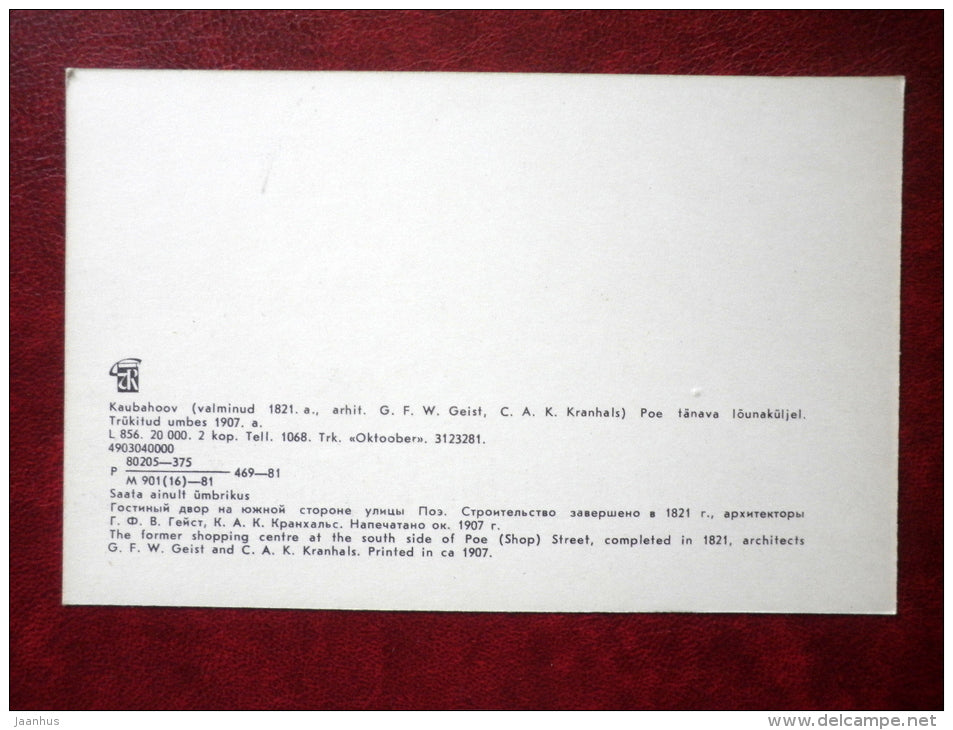 Kaubahoov (valminud 1821. a., arhit. G. F. W. Geist, C. A. K. Kranhals) Poe tänava lõunaküljel.
Trükitud umbes 1907. a.
L 856. 20 000. 2 kop. Tell. 1068. Trk. «Oktoober». 3123281.
4903040000
80205—375
P ——— 469—81
M 901(16)—81
Saata ainult ümbrikus
Гостиный двор на южной стороне улицы Поэ. Строительство завершено в 1821 г., архитекторы
Г. Ф. В. Гейст, К. А. К. Кранхальс. Напечатано ок. 1907 г.
The former shopping centre at the south side of Poe (Shop) Street, completed in 1821, architects
G. F. W. Geist and C. A. K. Kranhals. Printed in ca 1907.
jaanhus
www.delcampe.net